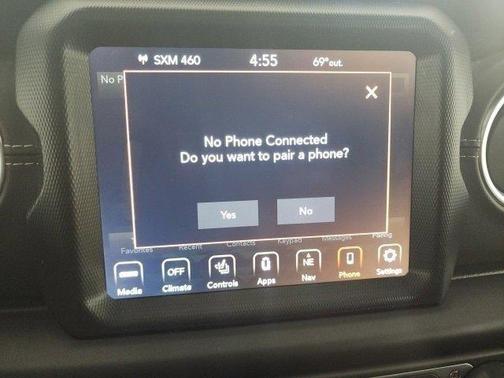 SXM 460 4:55 69° out.
No P
No Phone Connected
Do you want to pair a phone?
Yes No
Favorites Recent Contacts Keypad Messages Pairing
OFF NE
Media Climate Controls Apps Nav Phone Settings